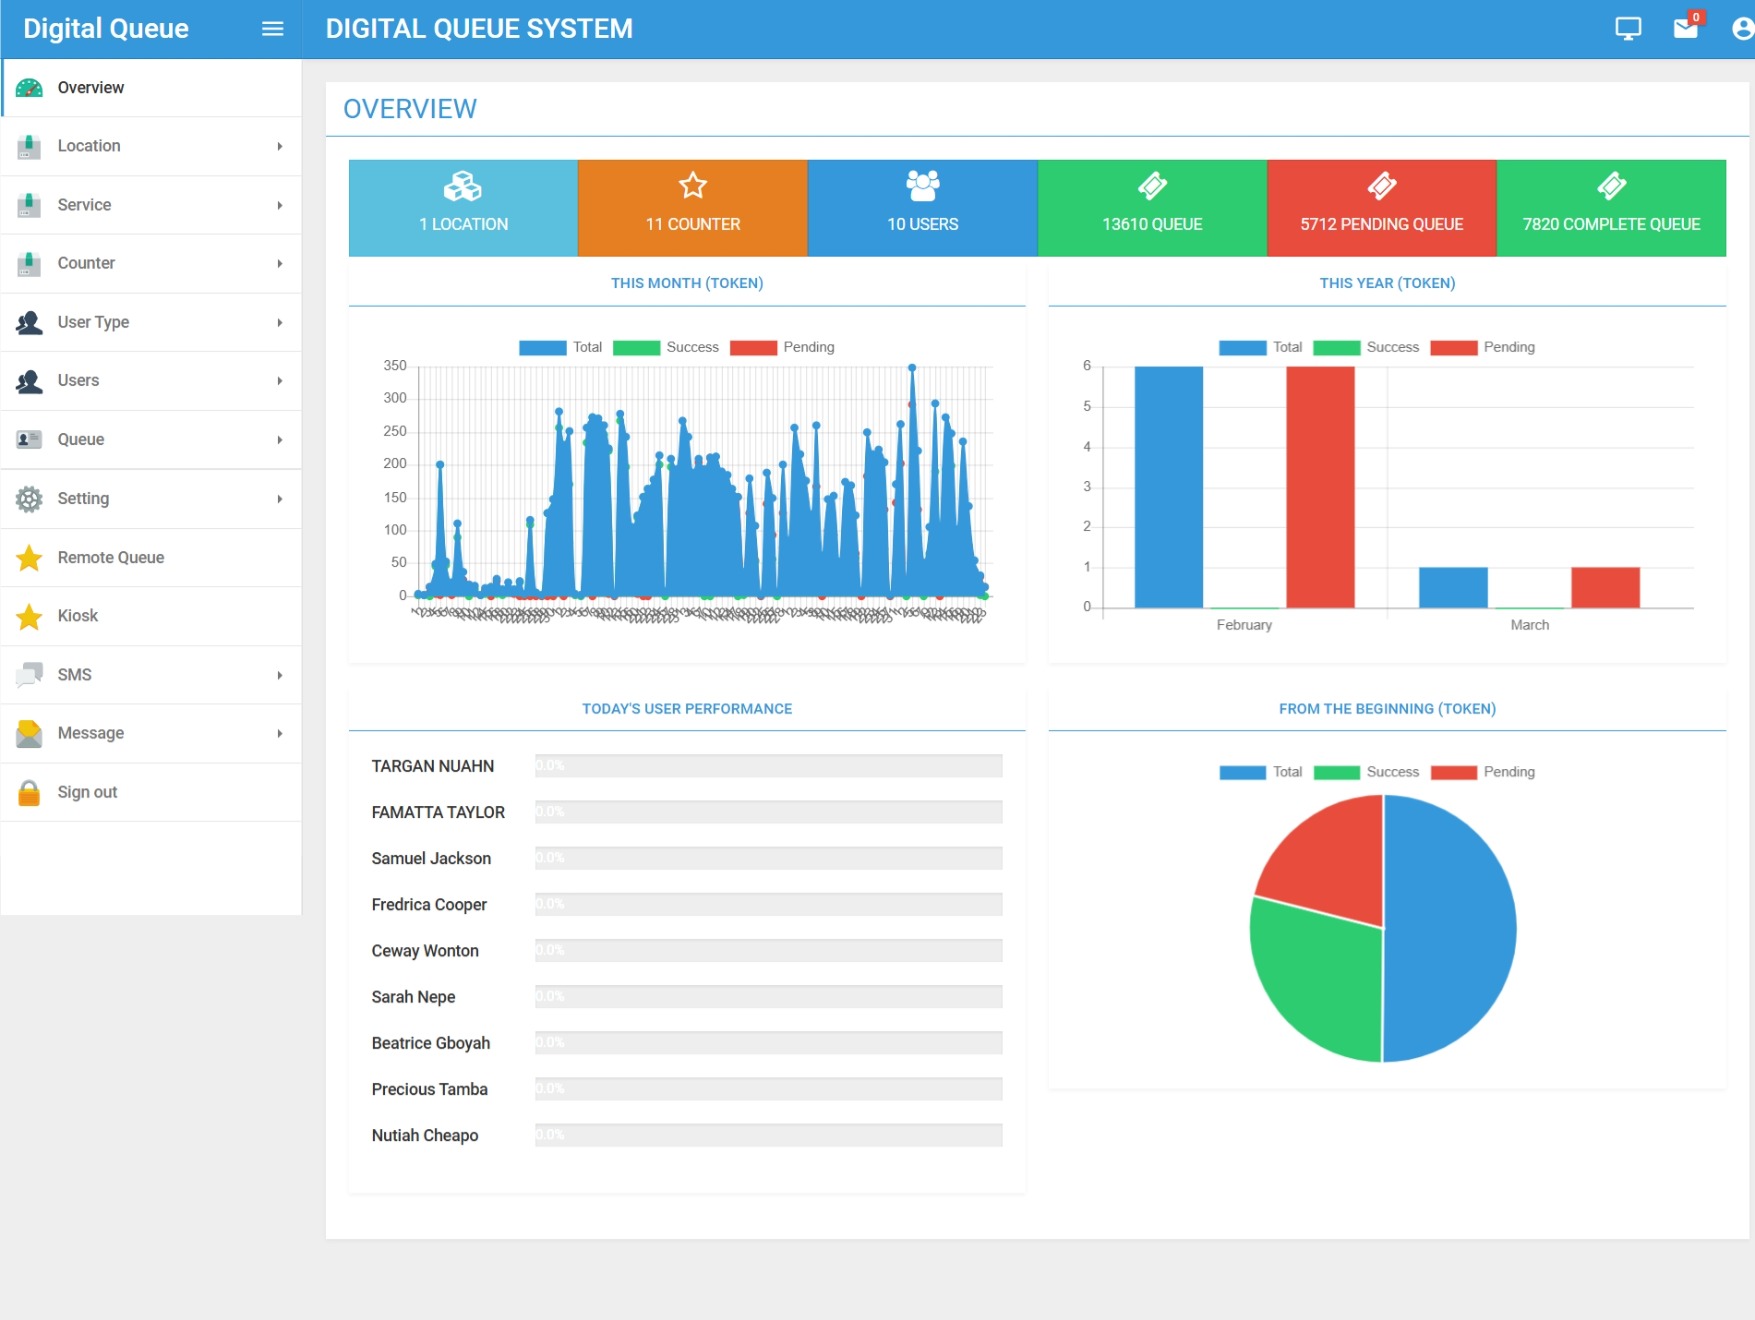 Digital Queue
DIGITAL QUEUE SYSTEM
0
Overview
Location
Service
Counter
User Type
Users
Queue
Setting
Remote Queue
Kiosk
SMS
Message
Sign out
OVERVIEW
1 LOCATION
11 COUNTER
10 USERS
13610 QUEUE
5712 PENDING QUEUE
7820 COMPLETE QUEUE
THIS MONTH (TOKEN)
Total Success Pending
350
300
250
200
150
100
50
0
THIS YEAR (TOKEN)
Total Success Pending
6
5
4
3
2
1
0
February March
TODAY'S USER PERFORMANCE
TARGAN NUAHN 0.0%
FAMATTA TAYLOR 0.0%
Samuel Jackson 0.0%
Fredrica Cooper 0.0%
Ceway Wonton 0.0%
Sarah Nepe 0.0%
Beatrice Gboyah 0.0%
Precious Tamba 0.0%
Nutiah Cheapo 0.0%
FROM THE BEGINNING (TOKEN)
Total Success Pending